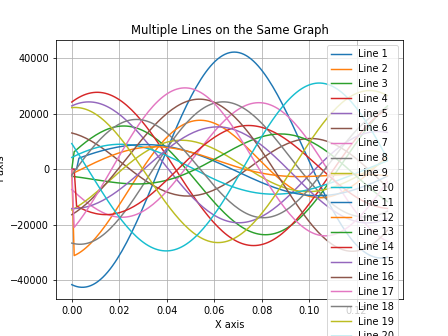 Multiple Lines on the Same Graph
40000
20000
0
−20000
−40000
0.00
0.02
0.04
0.06
0.08
0.10
X axis
Line 1
Line 2
Line 3
Line 4
Line 5
Line 6
Line 7
Line 8
Line 9
Line 10
Line 11
Line 12
Line 13
Line 14
Line 15
Line 16
Line 17
Line 18
Line 19
Line 20